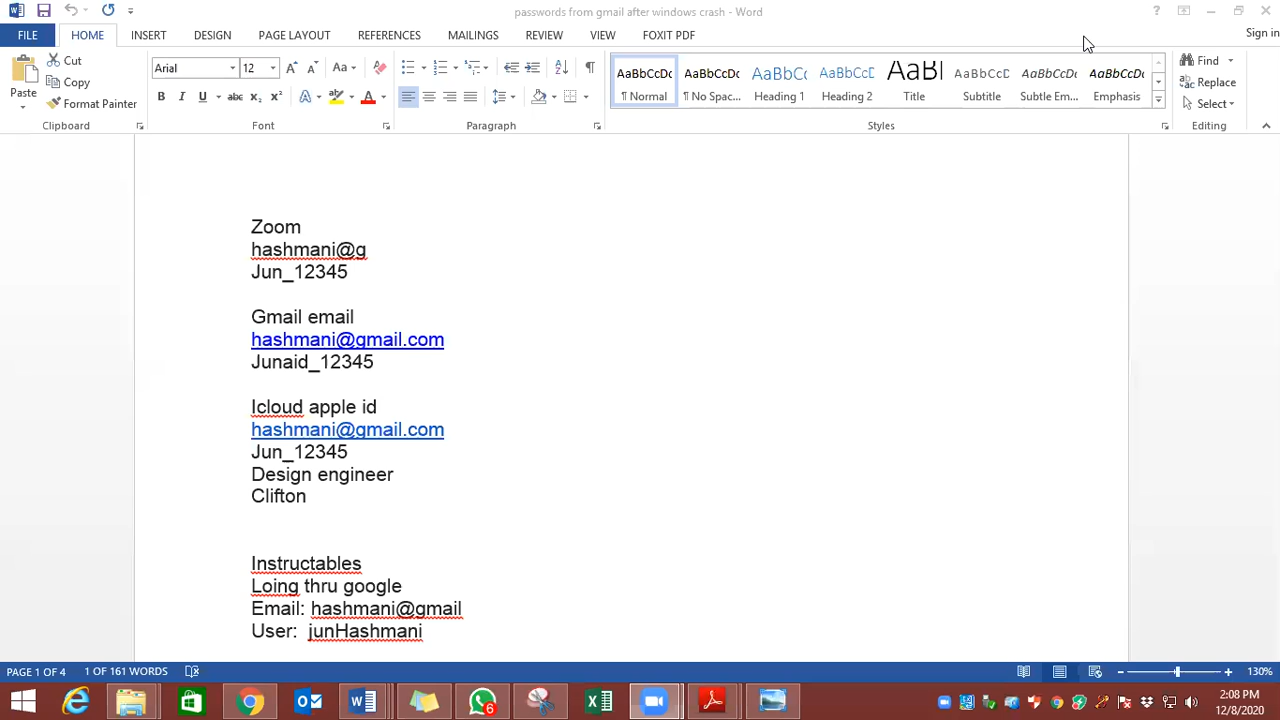 passwords from gmail after windows crash - Word
FILE HOME INSERT DESIGN PAGE LAYOUT REFERENCES MAILINGS REVIEW VIEW FOXIT PDF Sign in
Paste Cut Copy Format Painter
Arial 12
AaBbCcDc AaBbCcDc AaBbCc AaBbCcD AaBl AaBbCcD AaBbCcDc AaBbCcDc
¶ Normal ¶ No Spac... Heading 1 Heading 2 Title Subtitle Subtle Em... Emphasis
Find
Replace
Select
Clipboard Font Paragraph Styles Editing
Zoom
hashmani@g
Jun_12345
Gmail email
hashmani@gmail.com
Junaid_12345
Icloud apple id
hashmani@gmail.com
Jun_12345
Design engineer
Clifton
Instructables
Loing thru google
Email: hashmani@gmail
User: junHashmani
PAGE 1 OF 4 1 OF 161 WORDS 130%
6
2:08 PM
12/8/2020